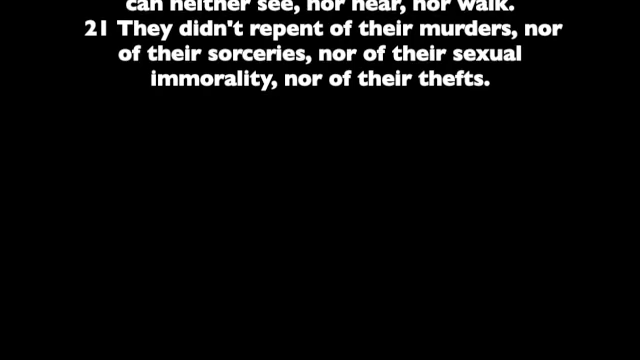 can neither see, nor hear, nor walk.
21 They didn't repent of their murders, nor
of their sorceries, nor of their sexual
immorality, nor of their thefts.